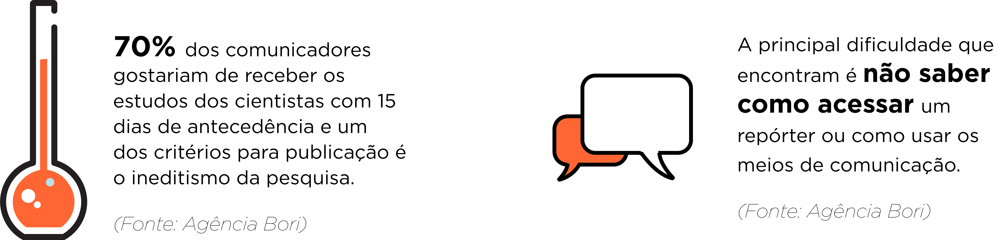 70% dos comunicadores
gostariam de receber os
estudos dos cientistas com 15
dias de antecedência e um
dos critérios para publicação é
o ineditismo da pesquisa.
(Fonte: Agência Bori)
A principal dificuldade que
encontram é não saber
como acessar um
repórter ou como usar os
meios de comunicação.
(Fonte: Agência Bori)